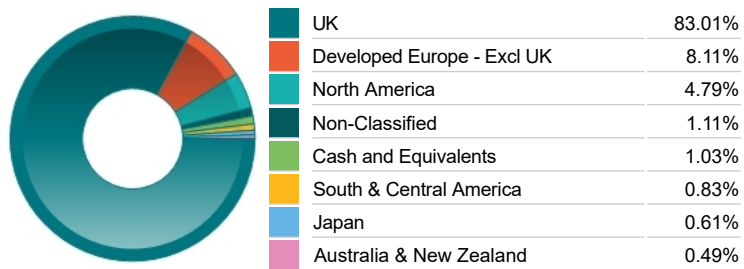 UK 83.01%
Developed Europe - Excl UK 8.11%
North America 4.79%
Non-Classified 1.11%
Cash and Equivalents 1.03%
South & Central America 0.83%
Japan 0.61%
Australia & New Zealand 0.49%